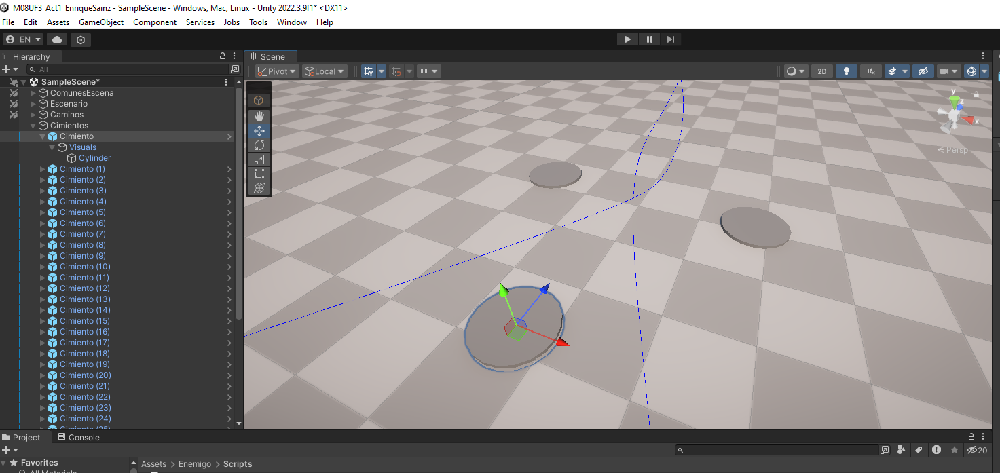 M08UF3_Act1_EnriqueSainz - SampleScene - Windows, Mac, Linux - Unity 2022.3.9f1* <DX11>
File Edit Assets GameObject Component Services Jobs Tools Window Help
EN
Hierarchy
All
SampleScene*
ComunesEscena
Escenario
Caminos
Cimientos
Cimiento
Visuals
Cylinder
Cimiento (1)
Cimiento (2)
Cimiento (3)
Cimiento (4)
Cimiento (5)
Cimiento (6)
Cimiento (7)
Cimiento (8)
Cimiento (9)
Cimiento (10)
Cimiento (11)
Cimiento (12)
Cimiento (13)
Cimiento (14)
Cimiento (15)
Cimiento (16)
Cimiento (17)
Cimiento (18)
Cimiento (19)
Cimiento (20)
Cimiento (21)
Cimiento (22)
Cimiento (23)
Cimiento (24)
Scene
Pivot Local 2D
y
z
x
Persp
Project Console
20
Favorites
All Materials
Assets > Enemigo > Scripts